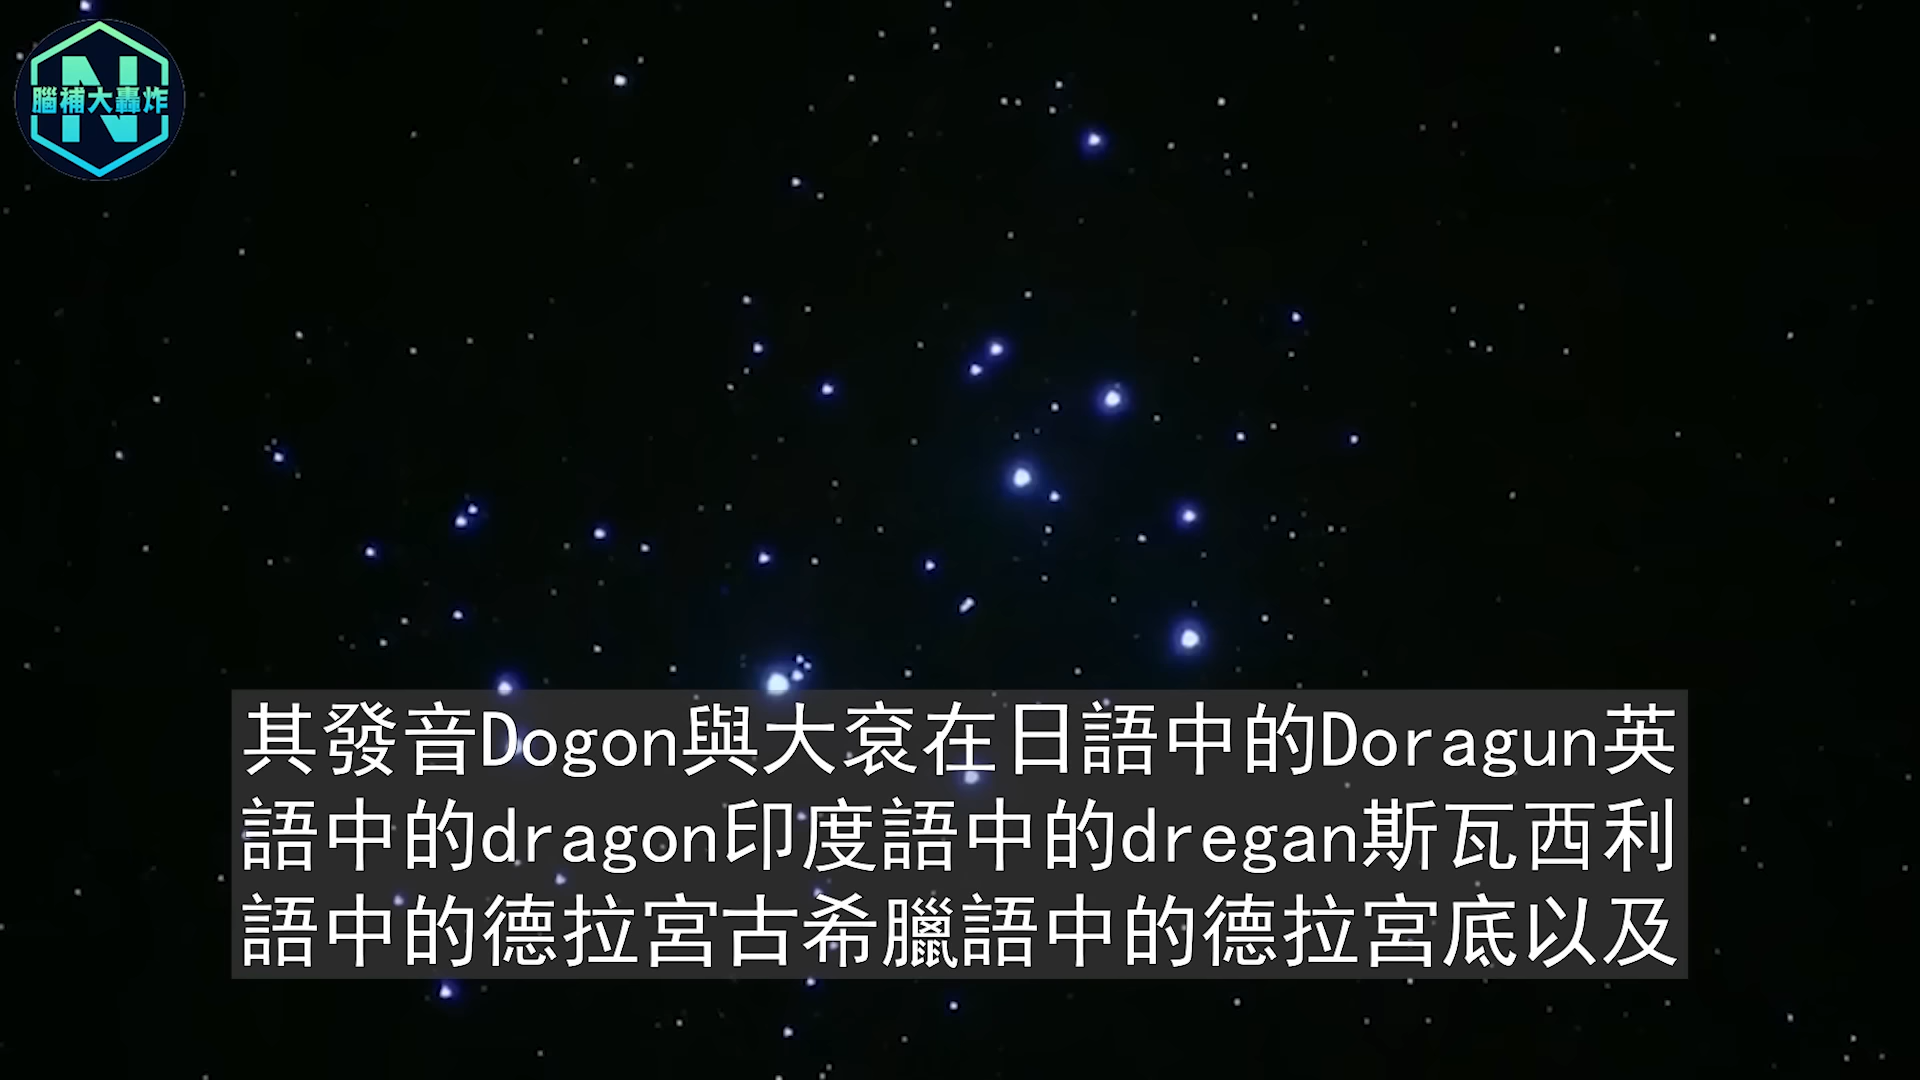 腦補大轟炸
其發音Dogon與大袞在日語中的Doragun英
語中的dragon印度語中的dregan斯瓦西利
語中的德拉宮古希臘語中的德拉宮底以及